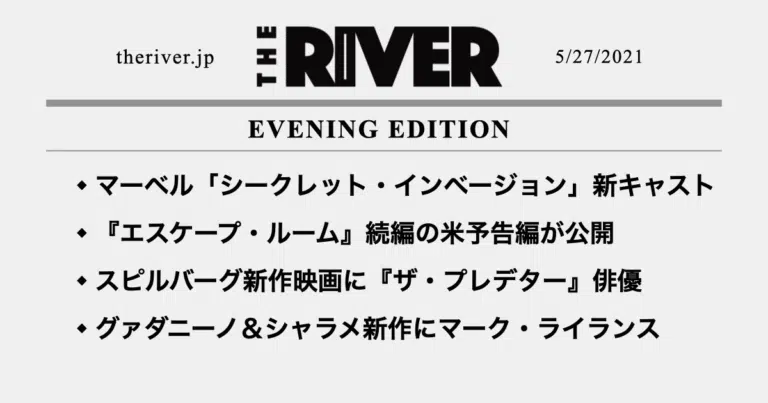 theriver.jp
THE RIVER
5/27/2021
EVENING EDITION
◆ マーベル「シークレット・インベージョン」新キャスト
◆ 『エスケープ・ルーム』続編の米予告編が公開
◆ スピルバーグ新作映画に『ザ・プレデター』俳優
◆ グァダニーノ＆シャラメ新作にマーク・ライランス